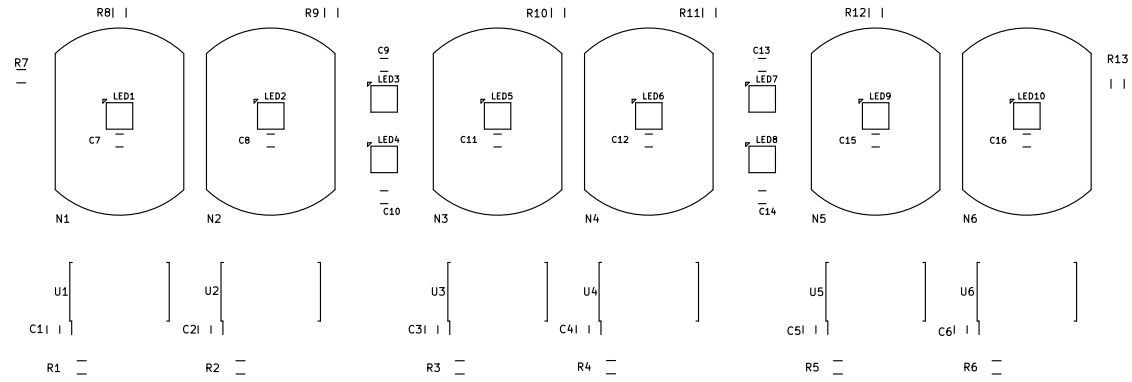 R8 R9 R10 R11 R12
C9 C13
R7 R13
LED3 LED7
LED1 LED2 LED5 LED6 LED9 LED10
C7 C8 LED4 C11 C12 LED8 C15 C16
C10 C14
N1 N2 N3 N4 N5 N6
U1 U2 U3 U4 U5 U6
C1 C2 C3 C4 C5 C6
R1 R2 R3 R4 R5 R6